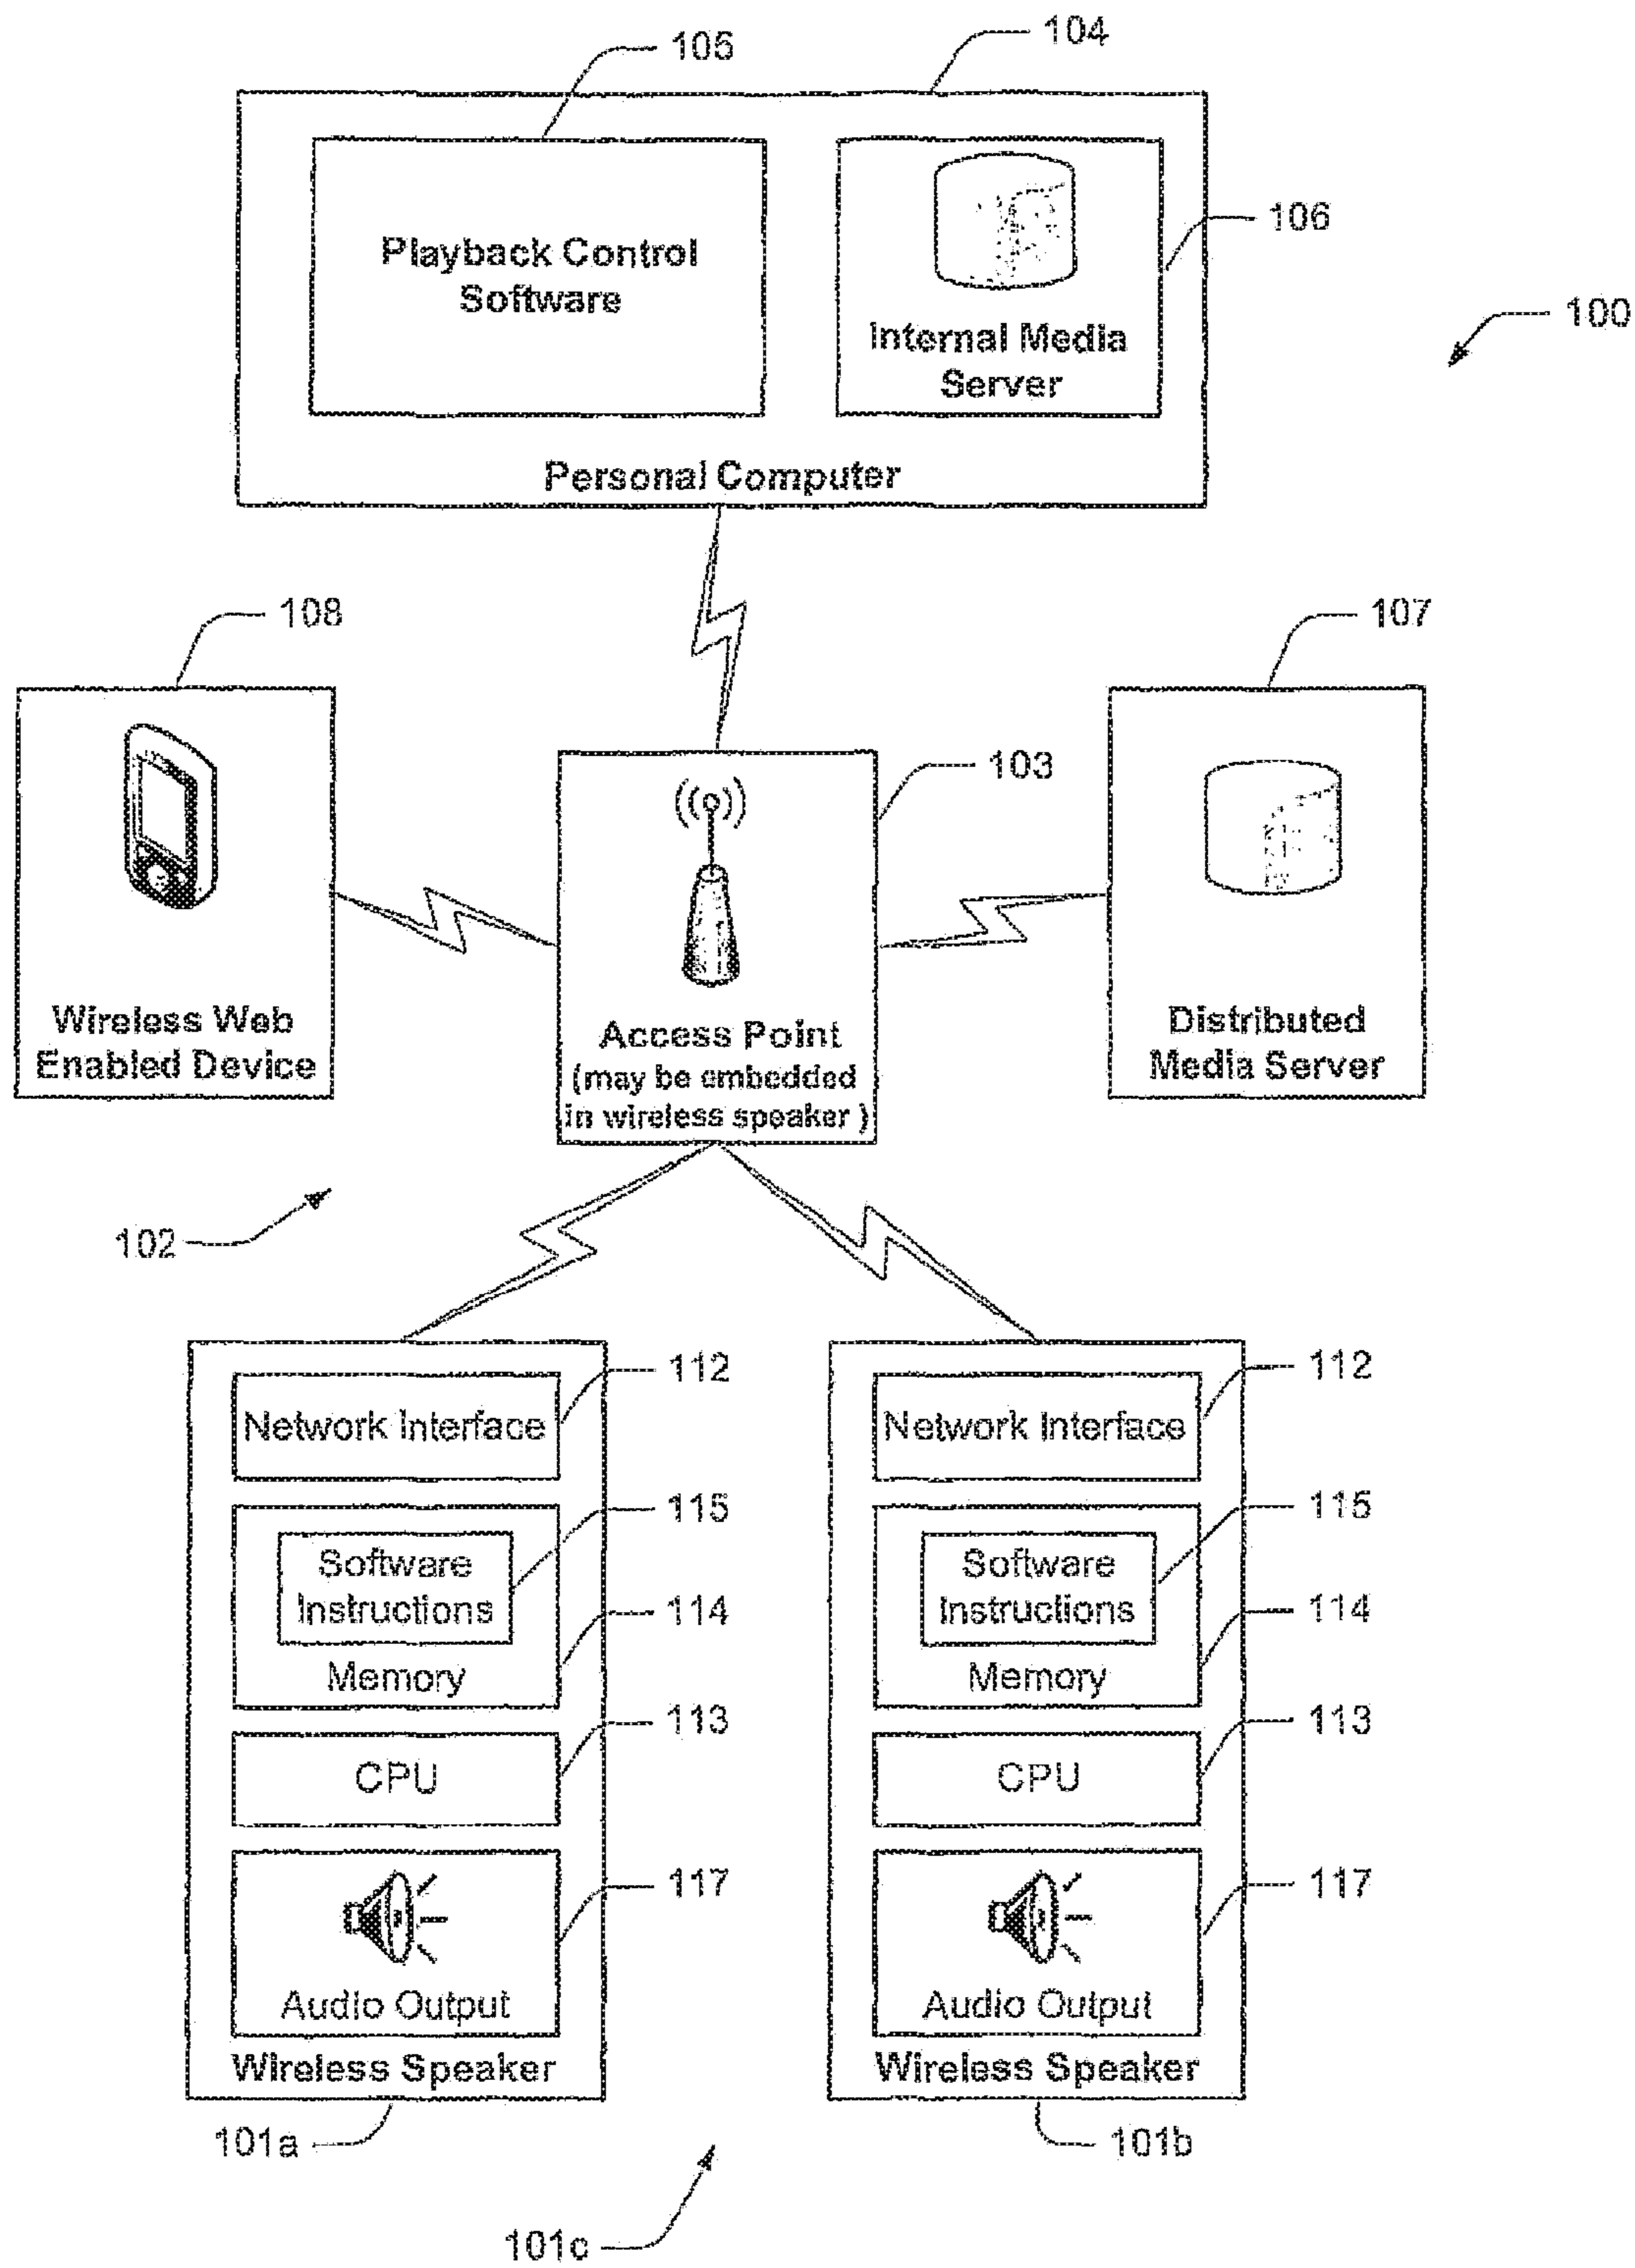 105
104
Playback Control
Software
Internal Media
Server
106
100
Personal Computer
108
107
103
Wireless Web
Enabled Device
Access Point
(may be embedded
in wireless speaker )
Distributed
Media Server
102
112
Network Interface
115
Software
Instructions
114
Memory
113
CPU
117
Audio Output
Wireless Speaker
101a
112
Network Interface
115
Software
Instructions
114
Memory
113
CPU
117
Audio Output
Wireless Speaker
101b
101c